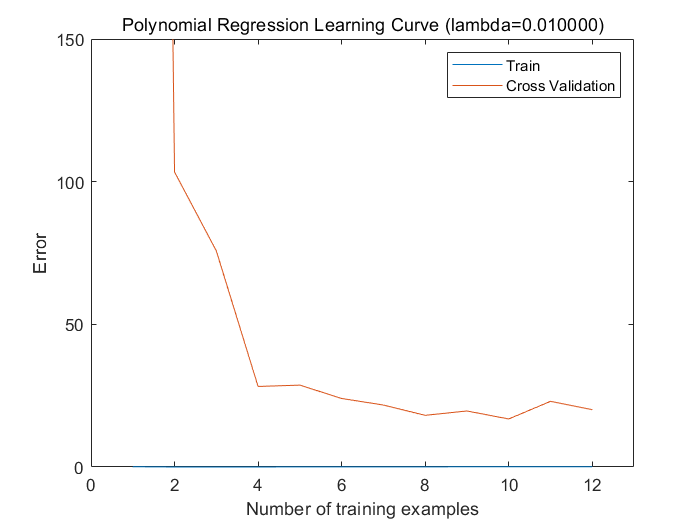 Polynomial Regression Learning Curve (lambda=0.010000)
150
Train
Cross Validation
100
Error
50
0
0 2 4 6 8 10 12
Number of training examples